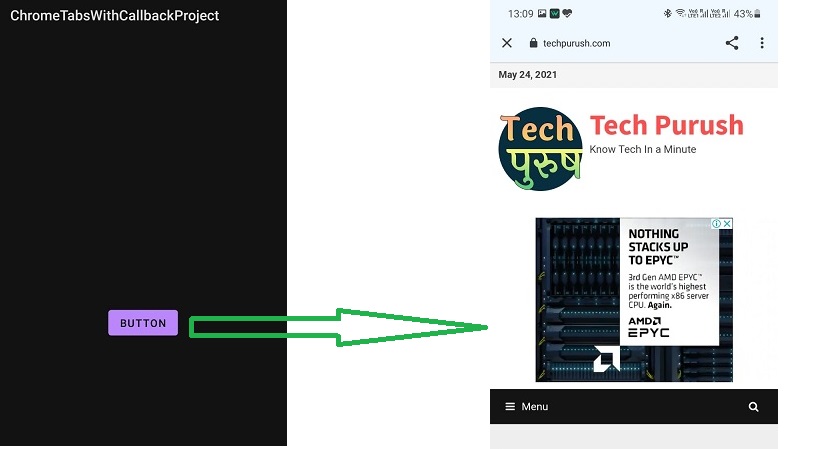 ChromeTabsWithCallbackProject
BUTTON
13:09
43%
techpurush.com
May 24, 2021
Tech
पुरुष
Tech Purush
Know Tech In a Minute
NOTHING
STACKS UP
TO EPYC™
3rd Gen AMD EPYC™
is the world's highest
performing x86 server
CPU. Again.
AMD
EPYC
Menu